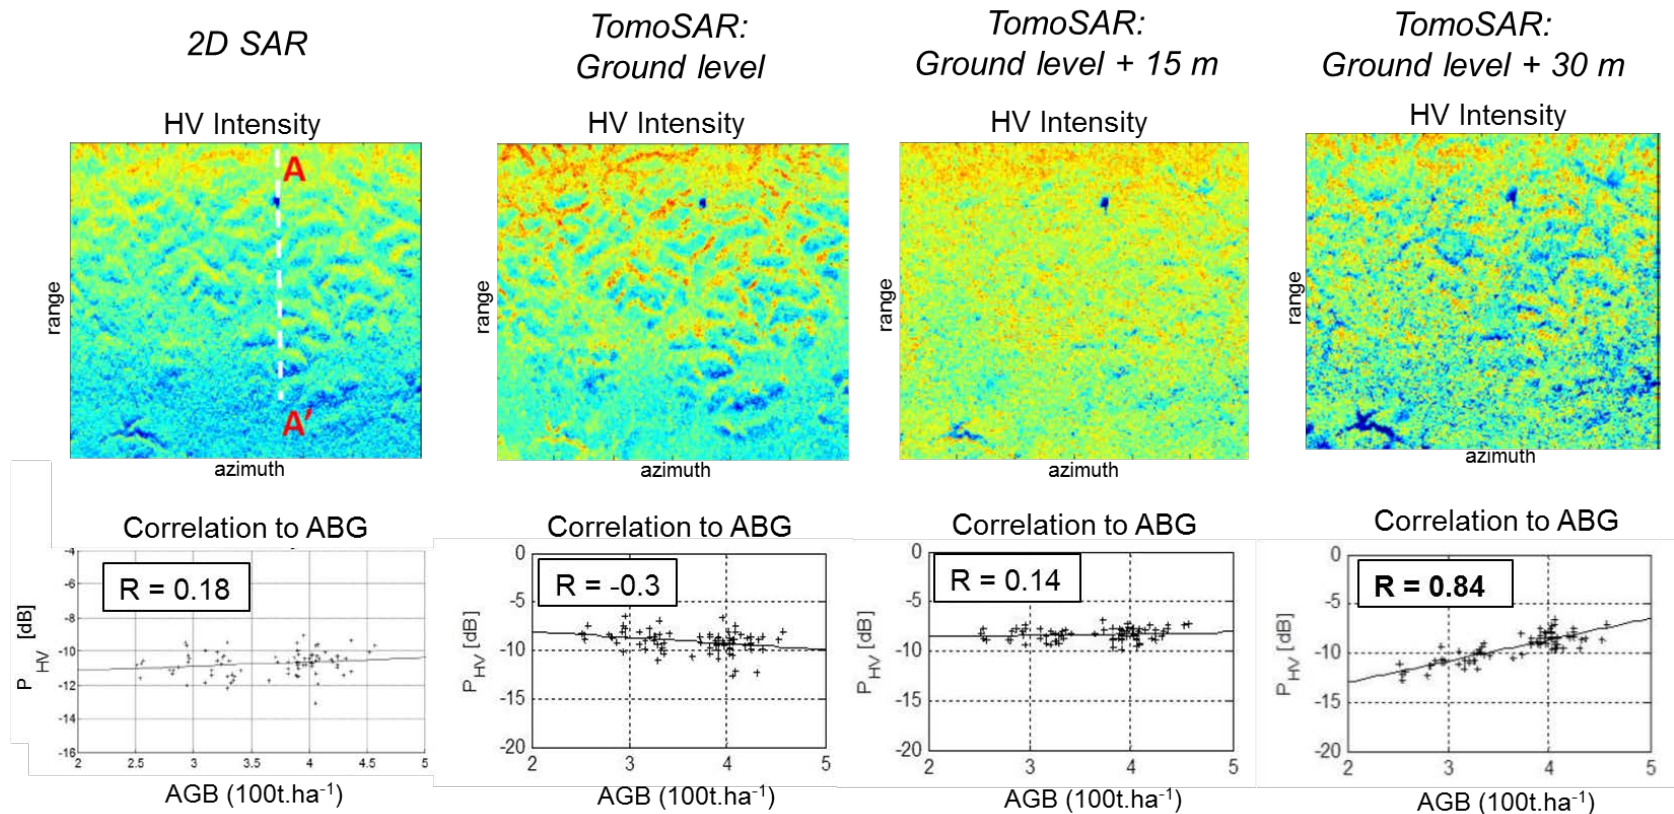 2D SAR
TomoSAR:
Ground level
TomoSAR:
Ground level + 15 m
TomoSAR:
Ground level + 30 m
HV Intensity
HV Intensity
HV Intensity
HV Intensity
A
A'
range
range
range
range
azimuth
azimuth
azimuth
azimuth
Correlation to ABG
Correlation to ABG
Correlation to ABG
Correlation to ABG
R = 0.18
R = -0.3
R = 0.14
R = 0.84
P_HV [dB]
-4
-6
-8
-10
-12
-14
-16
2 2.5 3 3.5 4 4.5 5
AGB (100t.ha⁻¹)
P_HV [dB]
0
-5
-10
-15
-20
2 3 4 5
AGB (100t.ha⁻¹)
P_HV [dB]
0
-5
-10
-15
-20
2 3 4 5
AGB (100t.ha⁻¹)
P_HV [dB]
0
-5
-10
-15
-20
2 3 4 5
AGB (100t.ha⁻¹)